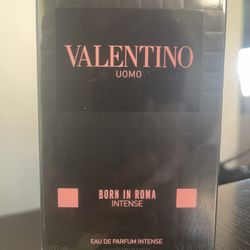 VALENTINO
UOMO
BORN IN ROMA
INTENSE
EAU DE PARFUM INTENSE